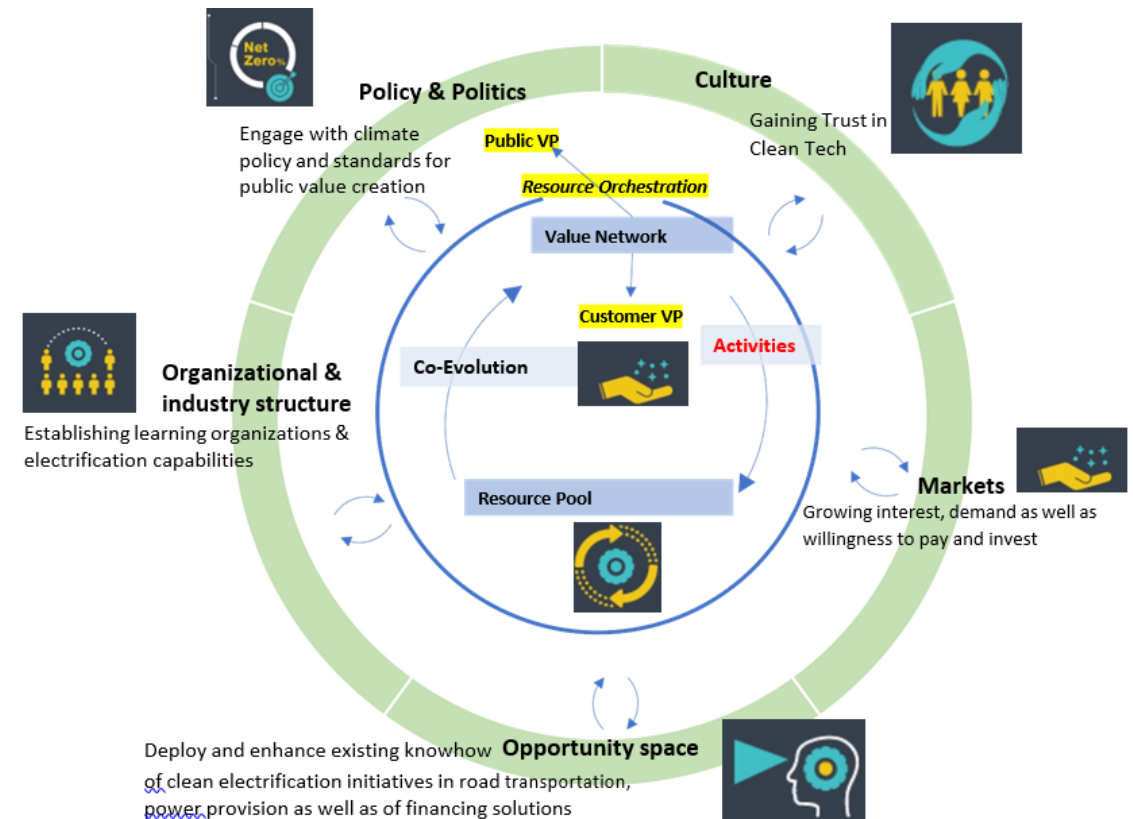 Net
Zero%
Policy & Politics
Engage with climate
policy and standards for
public value creation
Culture
Gaining Trust in
Clean Tech
Public VP
Resource Orchestration
Value Network
Customer VP
Activities
Co-Evolution
Resource Pool
Organizational &
industry structure
Establishing learning organizations &
electrification capabilities
Markets
Growing interest, demand as well as
willingness to pay and invest
Deploy and enhance existing knowhow
Opportunity space
of clean electrification initiatives in road transportation,
power provision as well as of financing solutions